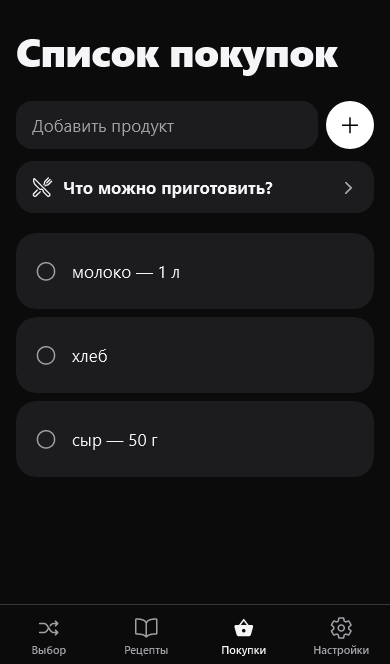 Список покупок
Добавить продукт
Что можно приготовить?
молоко — 1 л
хлеб
сыр — 50 г
Выбор
Рецепты
Покупки
Настройки